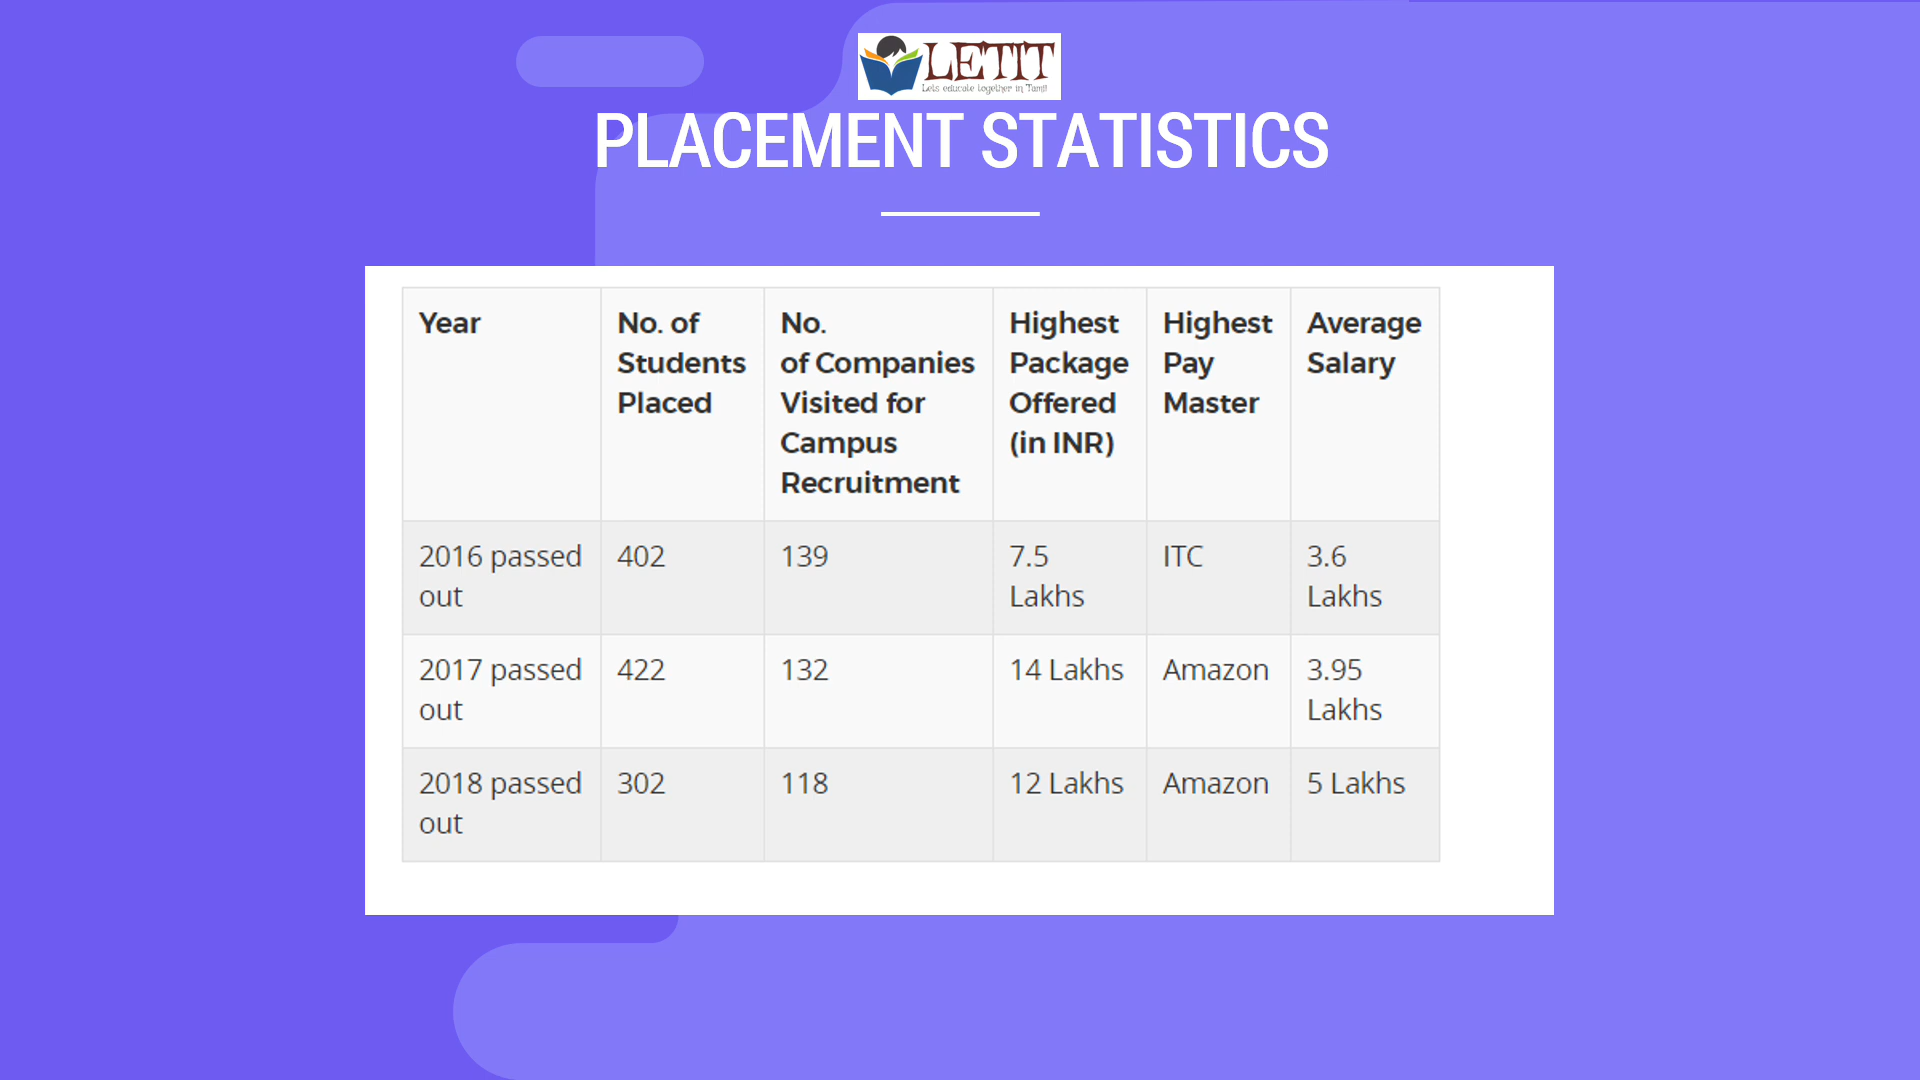 LETIT
Lets educate together in Tamil
PLACEMENT STATISTICS
Year
No. of
Students
Placed
No.
of Companies
Visited for
Campus
Recruitment
Highest
Package
Offered
(in INR)
Highest
Pay
Master
Average
Salary
2016 passed
out
402
139
7.5
Lakhs
ITC
3.6
Lakhs
2017 passed
out
422
132
14 Lakhs
Amazon
3.95
Lakhs
2018 passed
out
302
118
12 Lakhs
Amazon
5 Lakhs